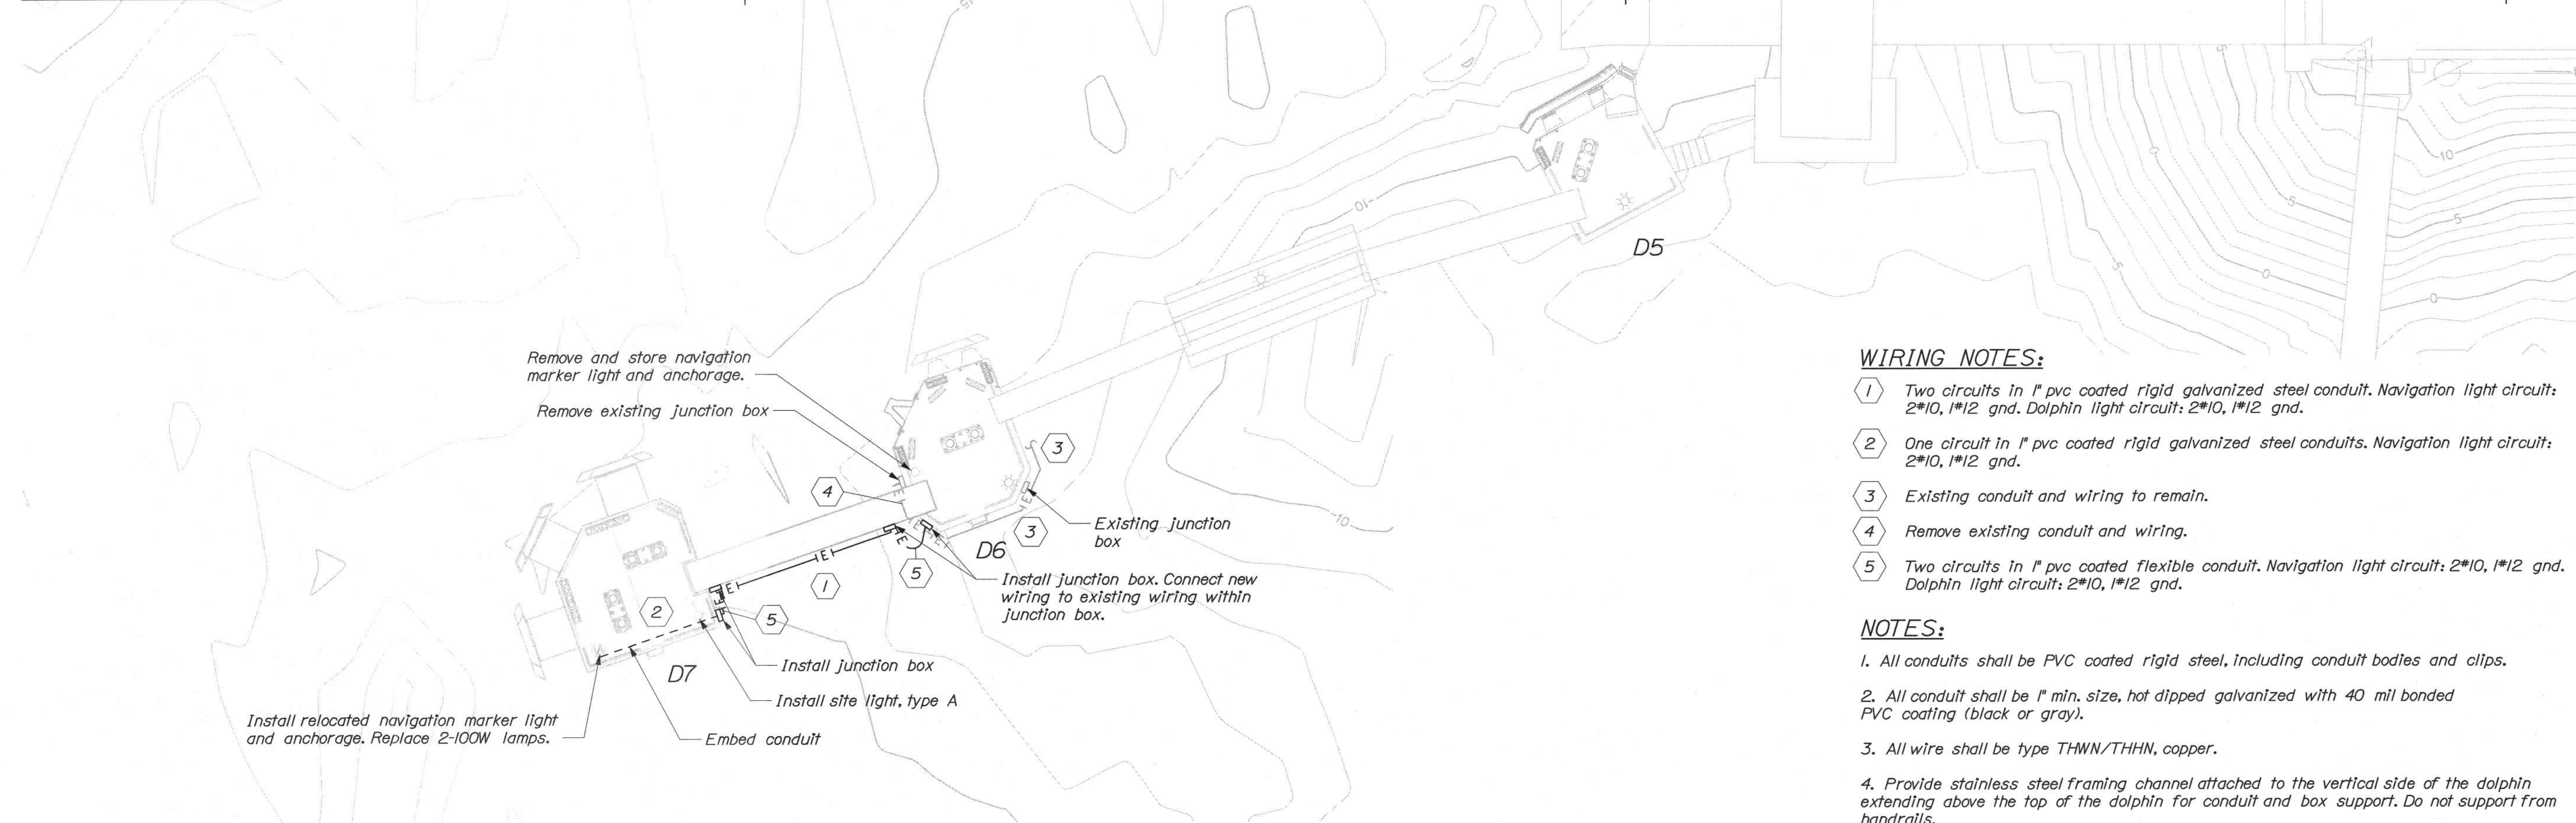 15
D5
10
5
5
0
0
5
-10
-10
Remove and store navigation
marker light and anchorage.
Remove existing junction box
3
4
Existing junction
box
3
D6
5
Install junction box. Connect new
wiring to existing wiring within
junction box.
E
E
E
E
E
E
E
1
2
5
Install junction box
D7
Install site light, type A
Install relocated navigation marker light
and anchorage. Replace 2-100W lamps.
Embed conduit
WIRING NOTES:
1 Two circuits in 1" pvc coated rigid galvanized steel conduit. Navigation light circuit:
2#10, 1#12 gnd. Dolphin light circuit: 2#10, 1#12 gnd.
2 One circuit in 1" pvc coated rigid galvanized steel conduits. Navigation light circuit:
2#10, 1#12 gnd.
3 Existing conduit and wiring to remain.
4 Remove existing conduit and wiring.
5 Two circuits in 1" pvc coated flexible conduit. Navigation light circuit: 2#10, 1#12 gnd.
Dolphin light circuit: 2#10, 1#12 gnd.
NOTES:
1. All conduits shall be PVC coated rigid steel, including conduit bodies and clips.
2. All conduit shall be 1" min. size, hot dipped galvanized with 40 mil bonded
PVC coating (black or gray).
3. All wire shall be type THWN/THHN, copper.
4. Provide stainless steel framing channel attached to the vertical side of the dolphin
extending above the top of the dolphin for conduit and box support. Do not support from
handrails.